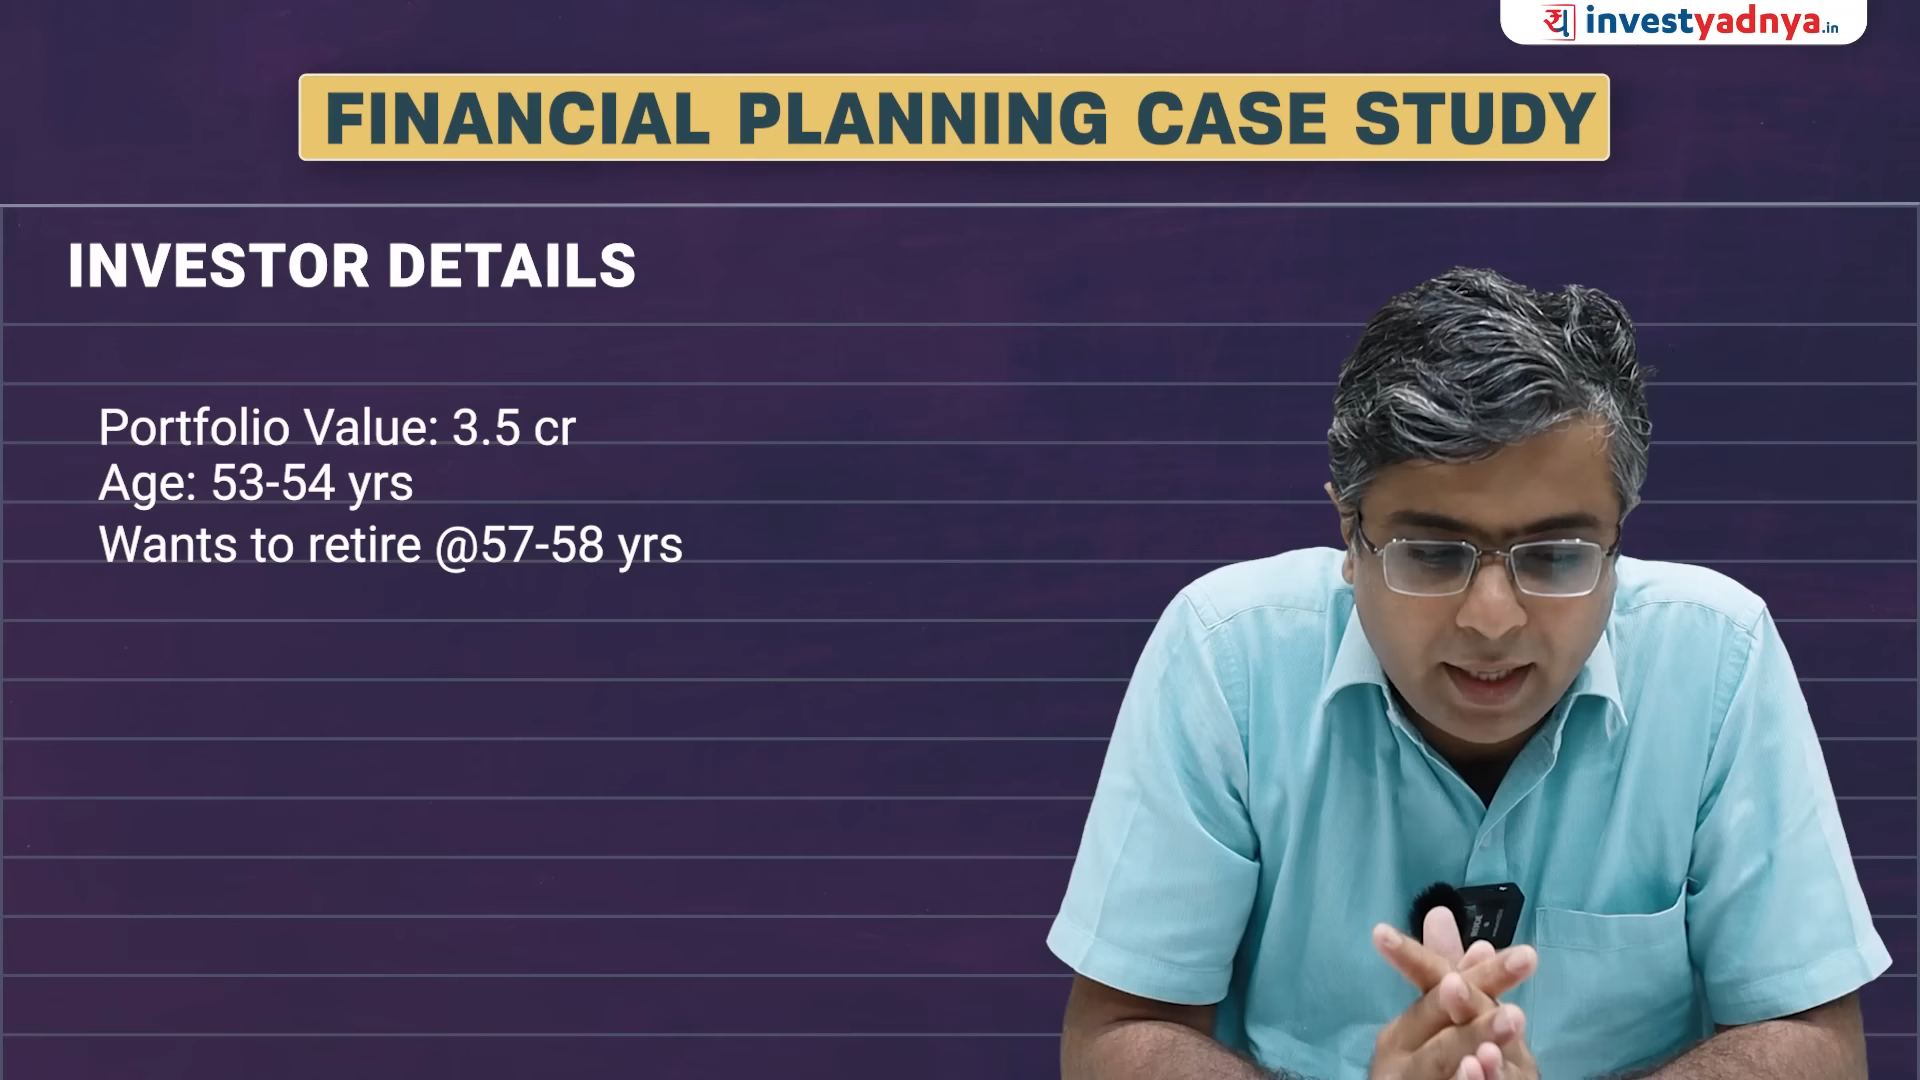 य investyadnya.in
FINANCIAL PLANNING CASE STUDY
INVESTOR DETAILS
Portfolio Value: 3.5 cr
Age: 53-54 yrs
Wants to retire @57-58 yrs